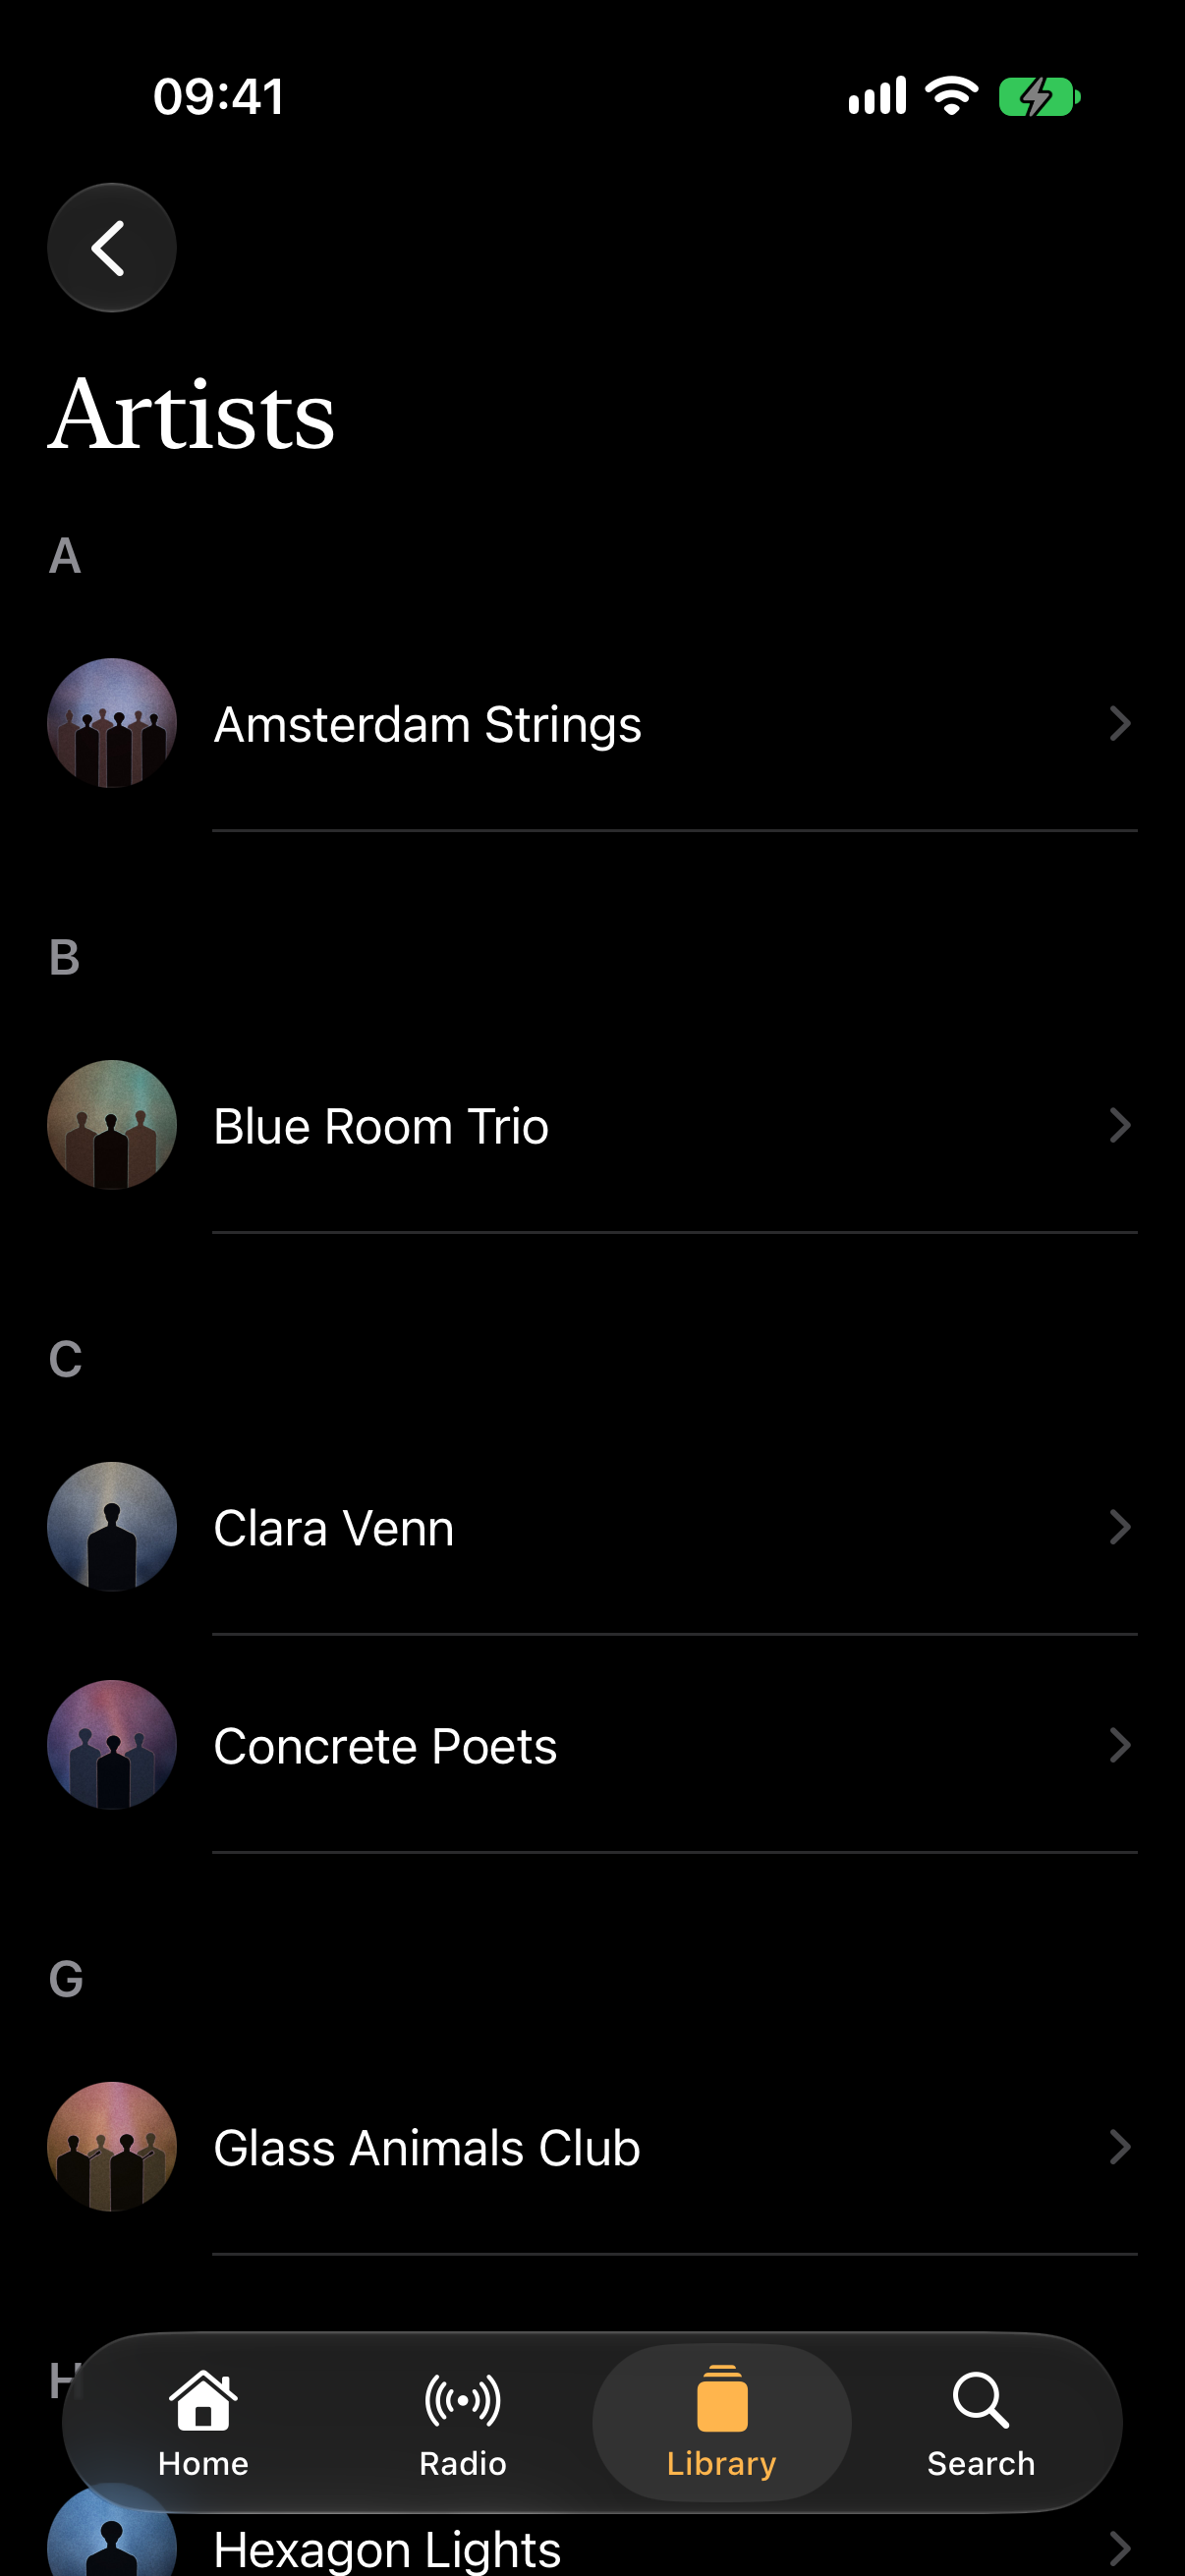 09:41
Artists
A
Amsterdam Strings
B
Blue Room Trio
C
Clara Venn
Concrete Poets
G
Glass Animals Club
H
Home
Radio
Library
Search
Hexagon Lights